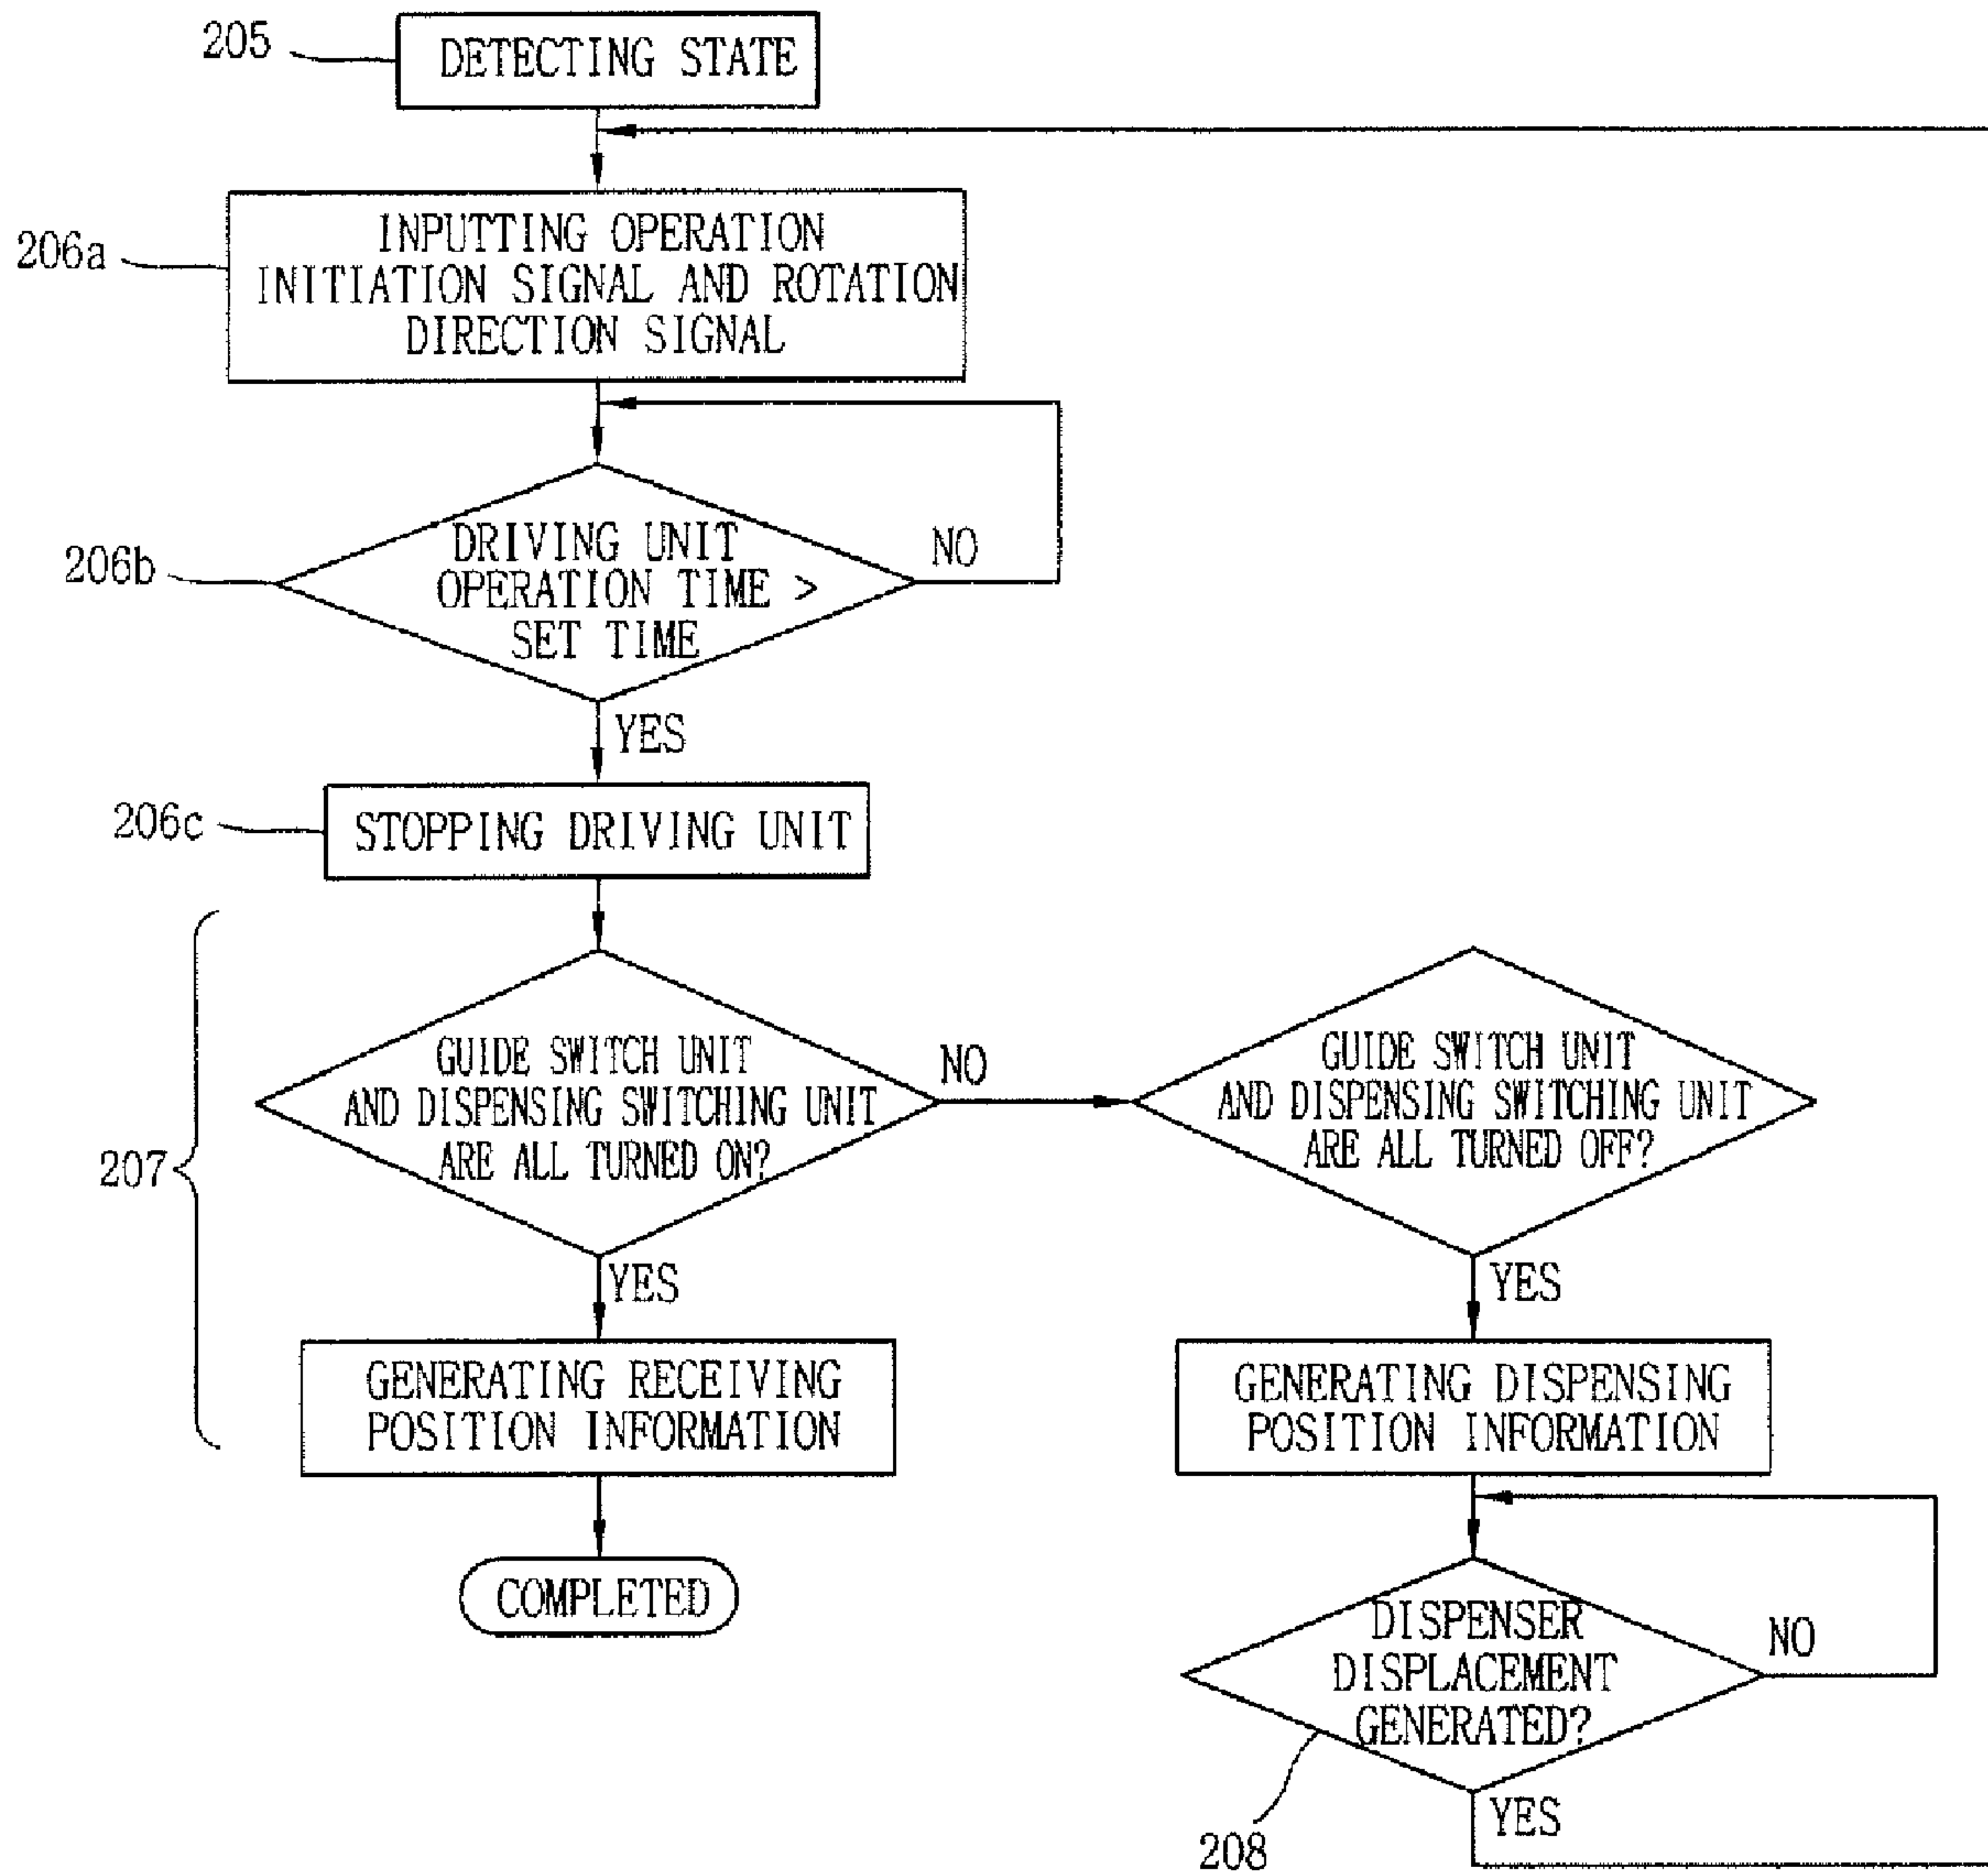 205
DETECTING STATE
206a
INPUTTING OPERATION
INITIATION SIGNAL AND ROTATION
DIRECTION SIGNAL
206b
DRIVING UNIT
OPERATION TIME >
SET TIME
NO
YES
206c
STOPPING DRIVING UNIT
207
GUIDE SWITCH UNIT
AND DISPENSING SWITCHING UNIT
ARE ALL TURNED ON?
NO
GUIDE SWITCH UNIT
AND DISPENSING SWITCHING UNIT
ARE ALL TURNED OFF?
YES
YES
GENERATING RECEIVING
POSITION INFORMATION
GENERATING DISPENSING
POSITION INFORMATION
COMPLETED
DISPENSER
DISPLACEMENT
GENERATED?
NO
YES
208